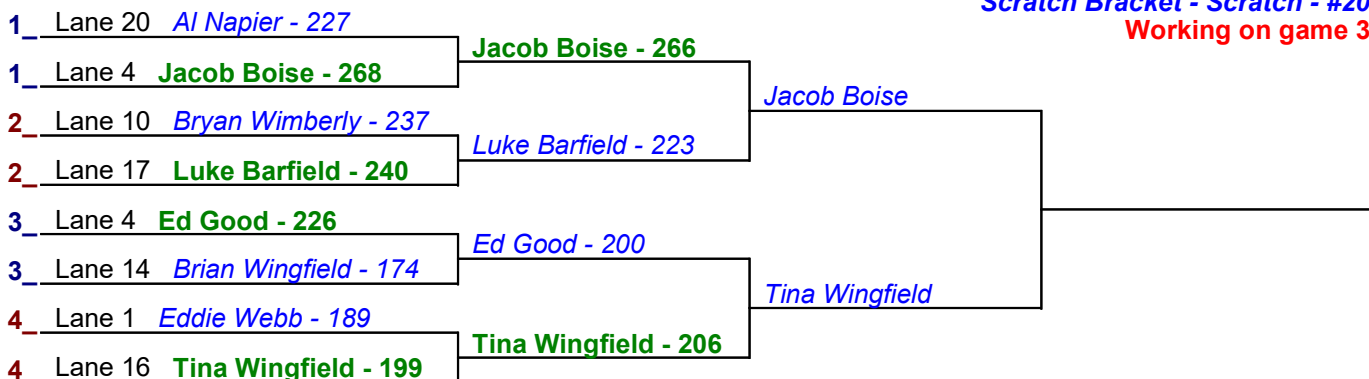 Scratch Bracket - Scratch - #20
Working on game 3
1_ Lane 20 Al Napier - 227
Jacob Boise - 266
1_ Lane 4 Jacob Boise - 268
Jacob Boise
2_ Lane 10 Bryan Wimberly - 237
Luke Barfield - 223
2_ Lane 17 Luke Barfield - 240
3_ Lane 4 Ed Good - 226
Ed Good - 200
3_ Lane 14 Brian Wingfield - 174
Tina Wingfield
4_ Lane 1 Eddie Webb - 189
Tina Wingfield - 206
4 Lane 16 Tina Wingfield - 199